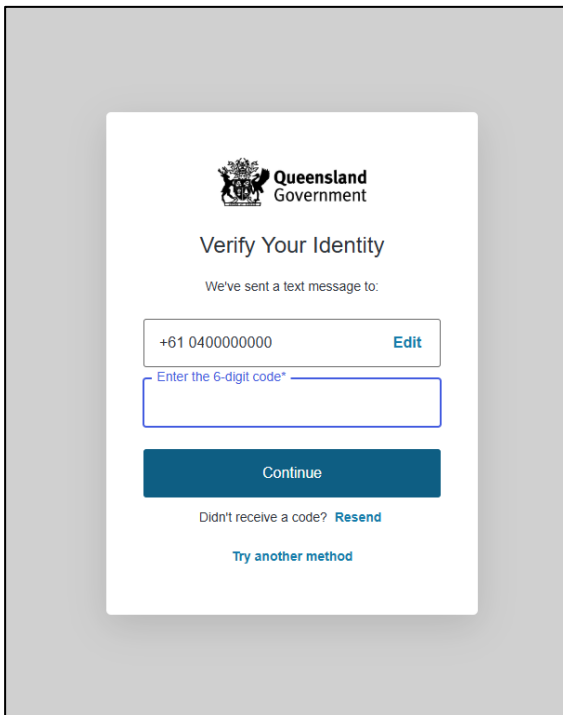 Queensland
Government
Verify Your Identity
We've sent a text message to:
+61 0400000000 Edit
Enter the 6-digit code*
Continue
Didn't receive a code? Resend
Try another method